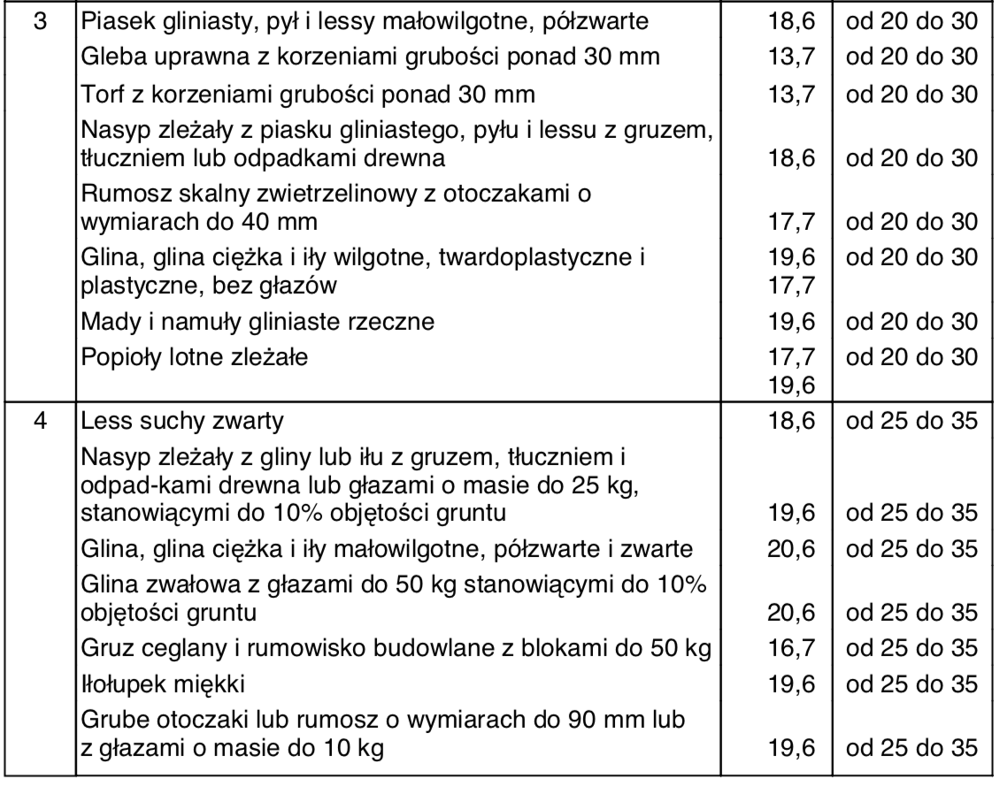 3 Piasek gliniasty, pył i lessy małowilgotne, półzwarte 18,6 od 20 do 30
Gleba uprawna z korzeniami grubości ponad 30 mm 13,7 od 20 do 30
Torf z korzeniami grubości ponad 30 mm 13,7 od 20 do 30
Nasyp zleżały z piasku gliniastego, pyłu i lessu z gruzem,
tłuczniem lub odpadkami drewna 18,6 od 20 do 30
Rumosz skalny zwietrzelinowy z otoczakami o
wymiarach do 40 mm 17,7 od 20 do 30
Glina, glina ciężka i iły wilgotne, twardoplastyczne i 19,6 od 20 do 30
plastyczne, bez głazów 17,7
Mady i namuły gliniaste rzeczne 19,6 od 20 do 30
Popioły lotne zleżałe 17,7 od 20 do 30
19,6
4 Less suchy zwarty 18,6 od 25 do 35
Nasyp zleżały z gliny lub iłu z gruzem, tłuczniem i
odpad-kami drewna lub głazami o masie do 25 kg,
stanowiącymi do 10% objętości gruntu 19,6 od 25 do 35
Glina, glina ciężka i iły małowilgotne, półzwarte i zwarte 20,6 od 25 do 35
Glina zwałowa z głazami do 50 kg stanowiącymi do 10%
objętości gruntu 20,6 od 25 do 35
Gruz ceglany i rumowisko budowlane z blokami do 50 kg 16,7 od 25 do 35
Iłołupek miękki 19,6 od 25 do 35
Grube otoczaki lub rumosz o wymiarach do 90 mm lub
z głazami o masie do 10 kg 19,6 od 25 do 35